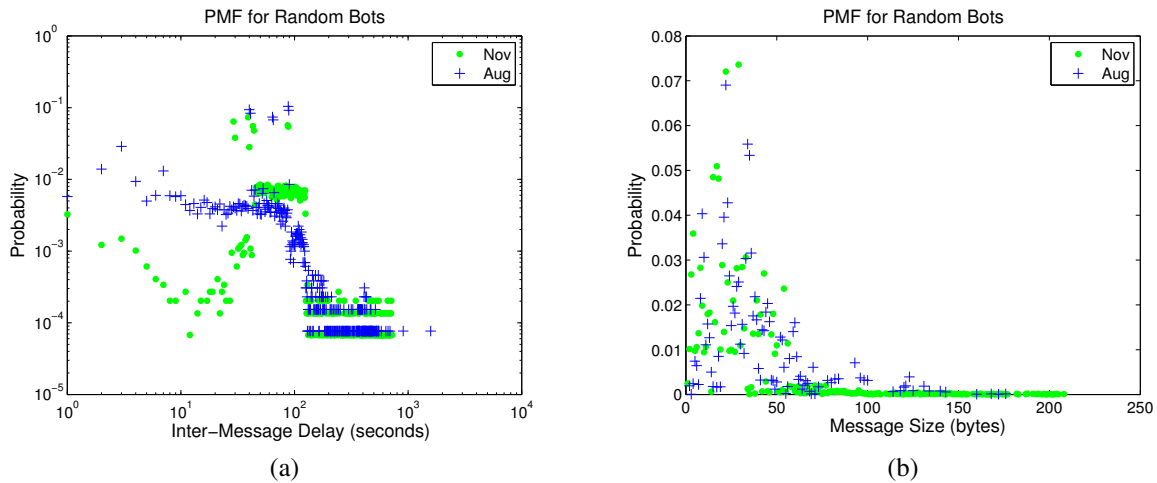 PMF for Random Bots
10^0
10^−1
10^−2
10^−3
10^−4
10^−5
Probability
Nov
Aug
10^0 10^1 10^2 10^3 10^4
Inter−Message Delay (seconds)
(a)
PMF for Random Bots
0.08
0.07
0.06
0.05
0.04
0.03
0.02
0.01
0
Probability
Nov
Aug
0 50 100 150 200 250
Message Size (bytes)
(b)